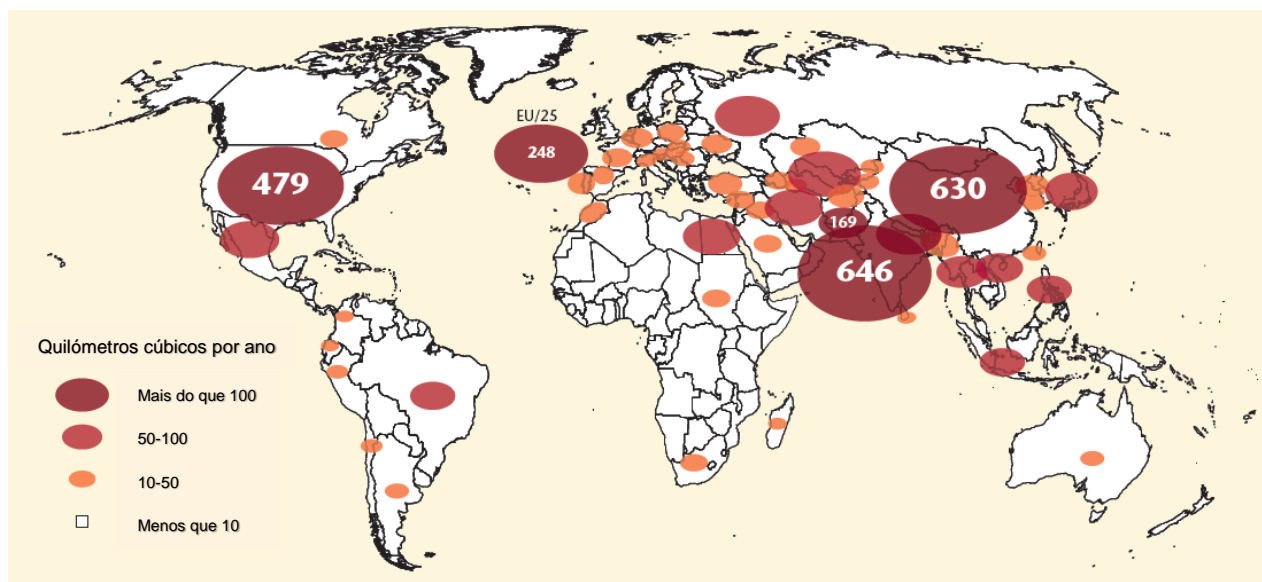 EU/25
248
479
630
169
646
Quilómetros cúbicos por ano
Mais do que 100
50-100
10-50
Menos que 10